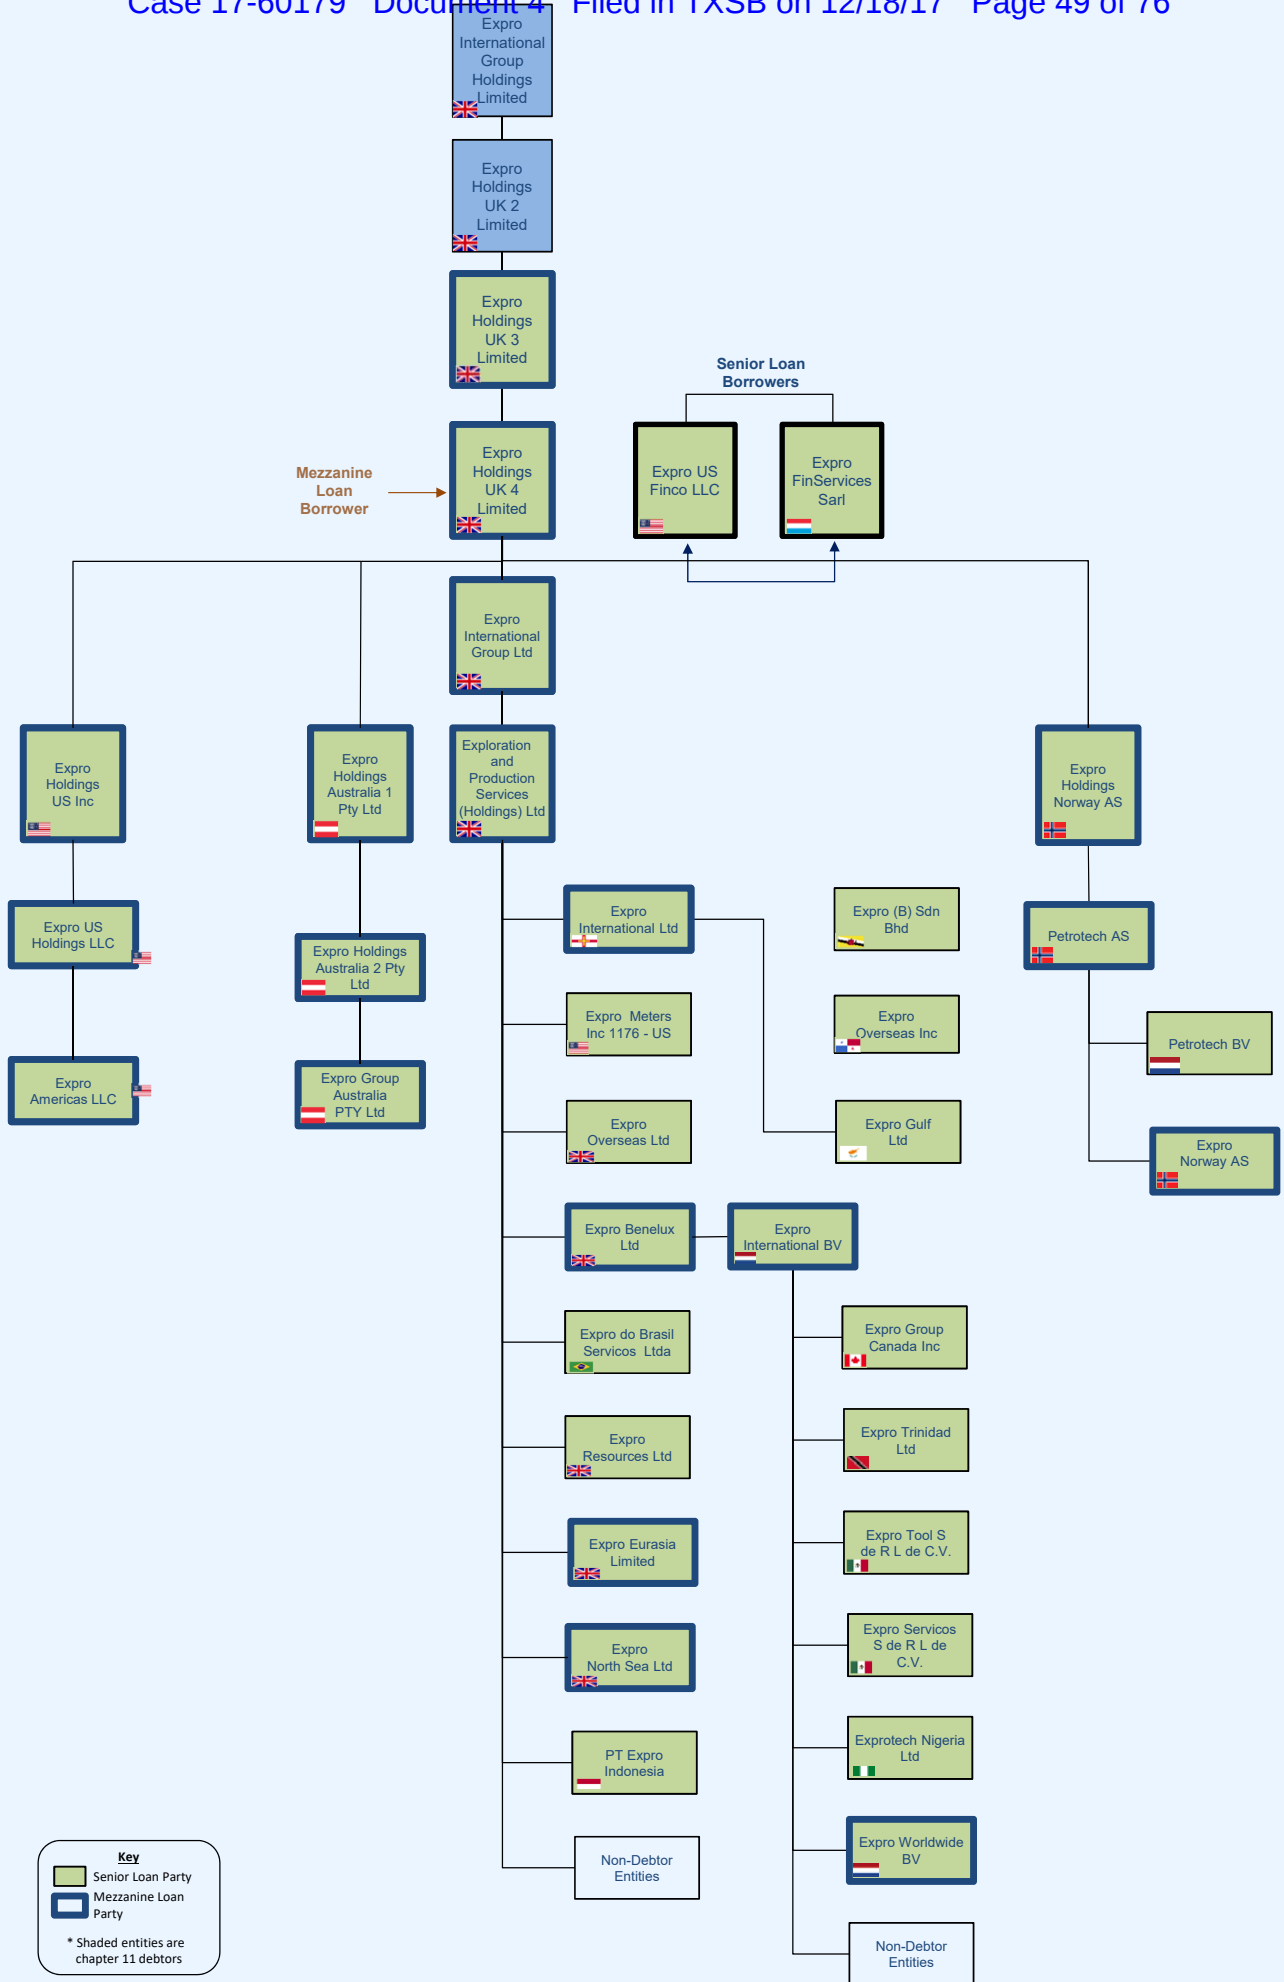 Case 17-60179 Document 4 Filed in TXSB on 12/18/17 Page 49 of 76
Expro
International
Group
Holdings
Limited
Expro
Holdings
UK 2
Limited
Expro
Holdings
UK 3
Limited
Senior Loan
Borrowers
Mezzanine
Loan
Borrower
Expro
Holdings
UK 4
Limited
Expro US
Finco LLC
Expro
FinServices
Sarl
Expro
International
Group Ltd
Expro
Holdings
US Inc
Expro
Holdings
Australia 1
Pty Ltd
Exploration
and
Production
Services
(Holdings) Ltd
Expro
Holdings
Norway AS
Expro US
Holdings LLC
Expro Holdings
Australia 2 Pty
Ltd
Expro
International Ltd
Expro (B) Sdn
Bhd
Petrotech AS
Expro Meters
Inc 1176 - US
Expro
Overseas Inc
Petrotech BV
Expro
Americas LLC
Expro Group
Australia
PTY Ltd
Expro
Overseas Ltd
Expro Gulf
Ltd
Expro
Norway AS
Expro Benelux
Ltd
Expro
International BV
Expro do Brasil
Servicos Ltda
Expro Group
Canada Inc
Expro
Resources Ltd
Expro Trinidad
Ltd
Expro Eurasia
Limited
Expro Tool S
de R L de C.V.
Expro
North Sea Ltd
Expro Servicos
S de R L de
C.V.
PT Expro
Indonesia
Exprotech Nigeria
Ltd
Non-Debtor
Entities
Expro Worldwide
BV
Non-Debtor
Entities
Key
Senior Loan Party
Mezzanine Loan
Party
* Shaded entities are
chapter 11 debtors